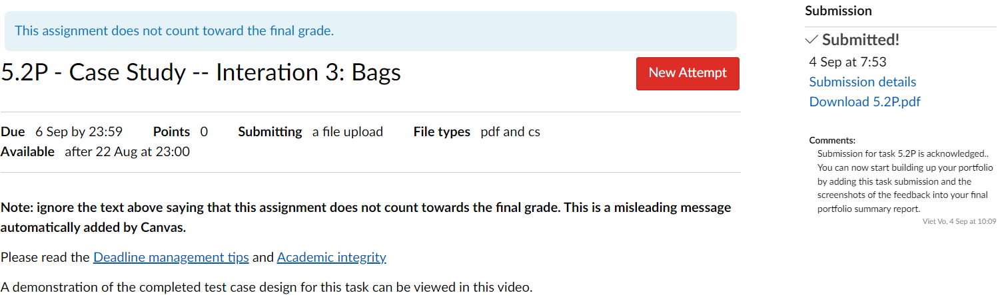 This assignment does not count toward the final grade.
5.2P - Case Study -- Interation 3: Bags
New Attempt
Due 6 Sep by 23:59 Points 0 Submitting a file upload File types pdf and cs
Available after 22 Aug at 23:00
Note: ignore the text above saying that this assignment does not count towards the final grade. This is a misleading message
automatically added by Canvas.
Please read the Deadline management tips and Academic integrity
A demonstration of the completed test case design for this task can be viewed in this video.
Submission
Submitted!
4 Sep at 7:53
Submission details
Download 5.2P.pdf
Comments:
Submission for task 5.2P is acknowledged..
You can now start building up your portfolio
by adding this task submission and the
screenshots of the feedback into your final
portfolio summary report.
Viet Vo, 4 Sep at 10:09